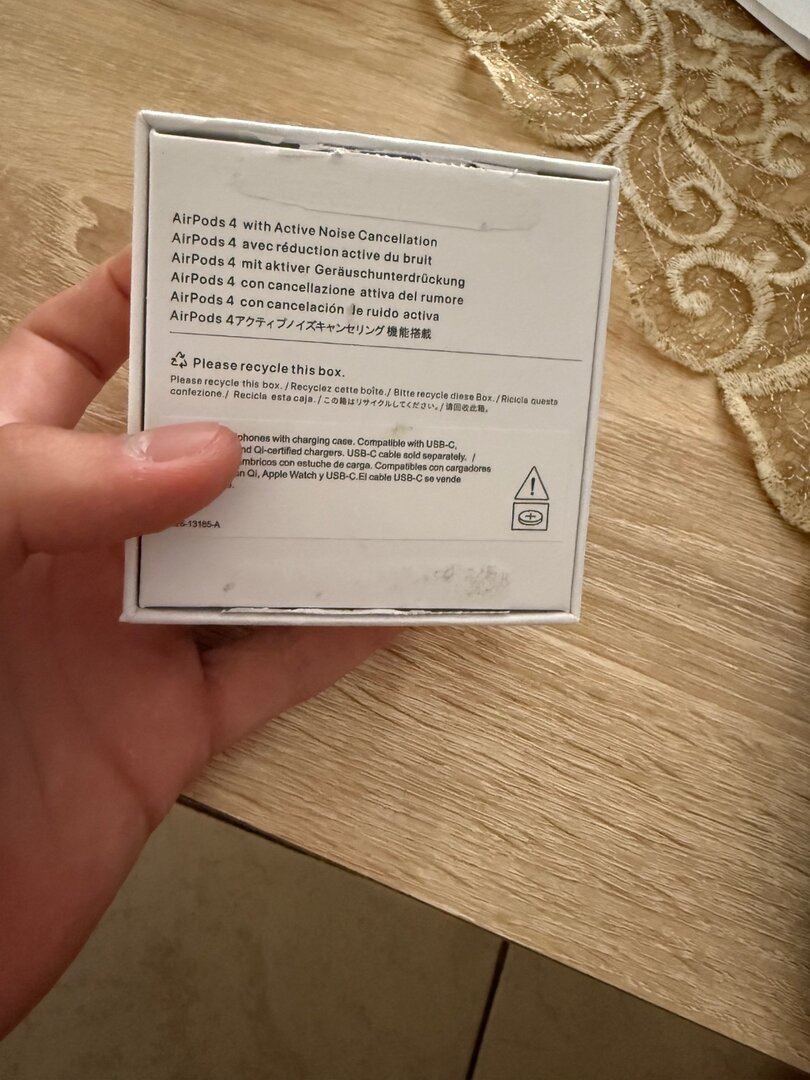 AirPods 4 with Active Noise Cancellation
AirPods 4 avec réduction active du bruit
AirPods 4 mit aktiver Geräuschunterdrückung
AirPods 4 con cancellazione attiva del rumore
AirPods 4 con cancelación le ruido activa
AirPods 4アクティブノイズキャンセリング機能搭載
Please recycle this box.
Please recycle this box. / Recyclez cette boîte. / Bitte recycle diese Box. / Ricicla questa
confezione. / Recicla esta caja. / この箱はリサイクルしてください。/ 请回收此箱。
phones with charging case. Compatible with USB-C,
nd Qi-certified chargers. USB-C cable sold separately. /
mbricos con estuche de carga. Compatibles con cargadores
n Qi, Apple Watch y USB-C.El cable USB-C se vende
-13185-A